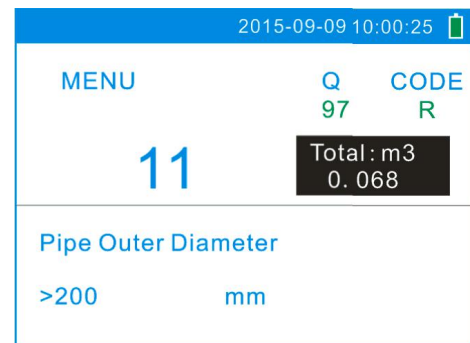 2015-09-09 10:00:25
MENU Q CODE
97 R
11
Total:m3
0.068
Pipe Outer Diameter
>200 mm